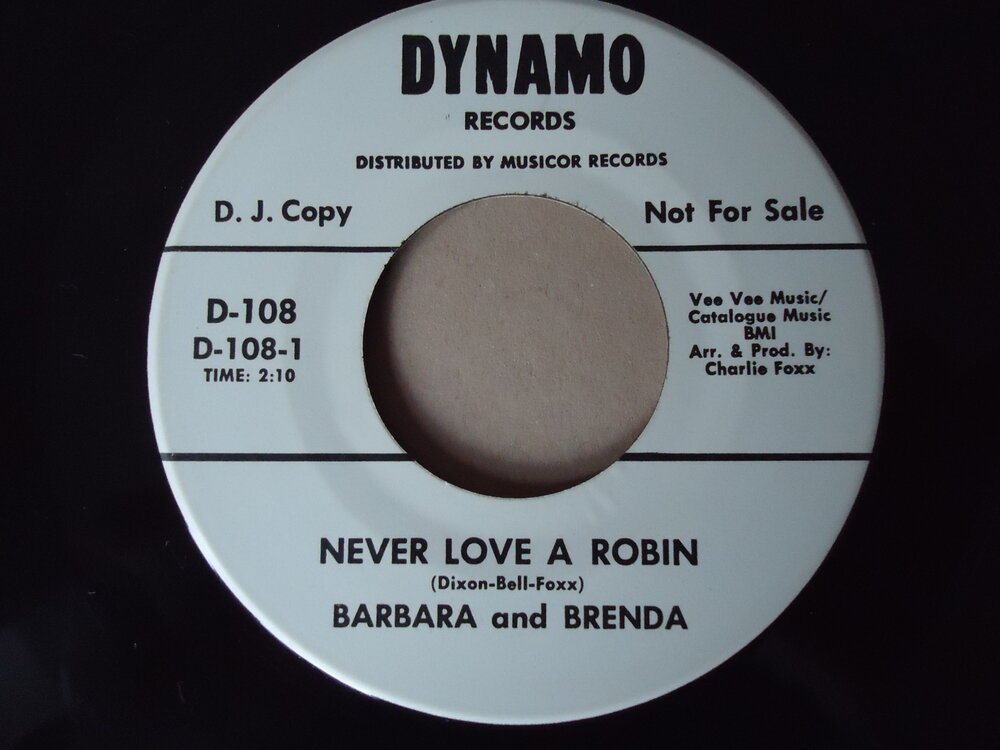 DYNAMO
RECORDS
DISTRIBUTED BY MUSICOR RECORDS
D. J. Copy
Not For Sale
D-108
D-108-1
TIME: 2:10
Vee Vee Music/
Catalogue Music
BMI
Arr. & Prod. By:
Charlie Foxx
NEVER LOVE A ROBIN
(Dixon-Bell-Foxx)
BARBARA and BRENDA